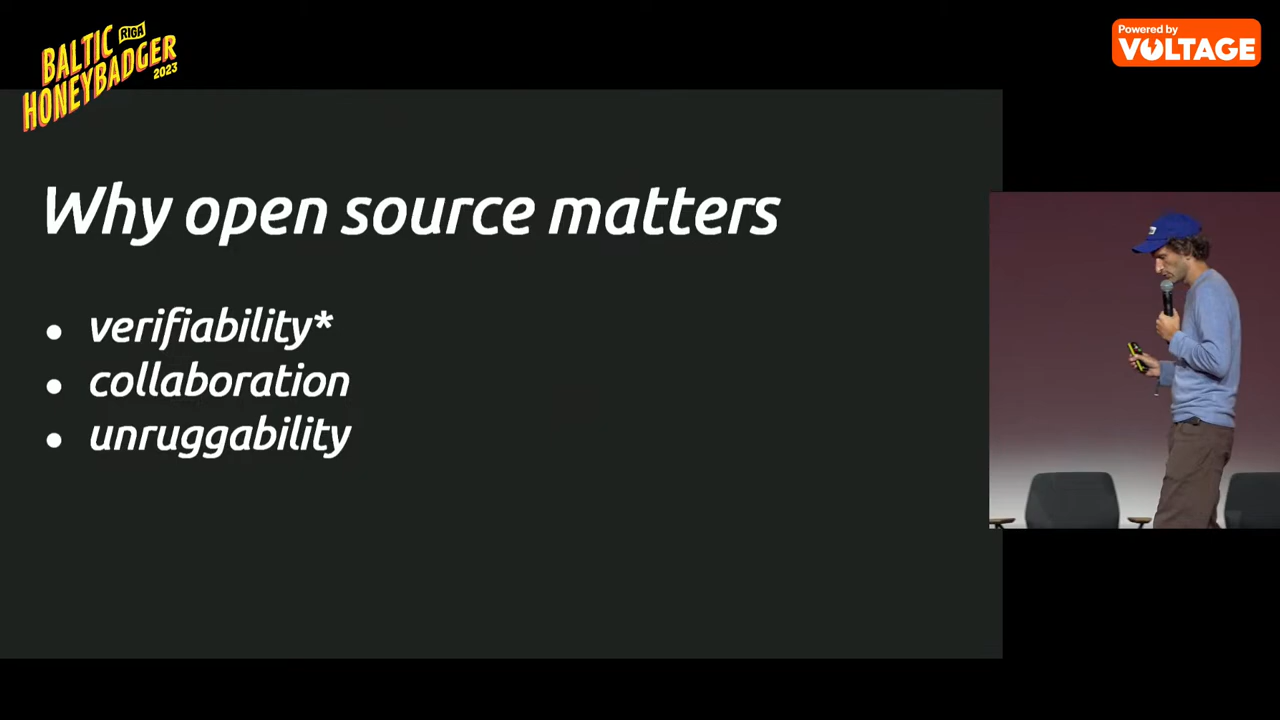 BALTIC
RIGA
HONEYBADGER
2023
Powered by
VOLTAGE
Why open source matters
● verifiability*
● collaboration
● unruggability